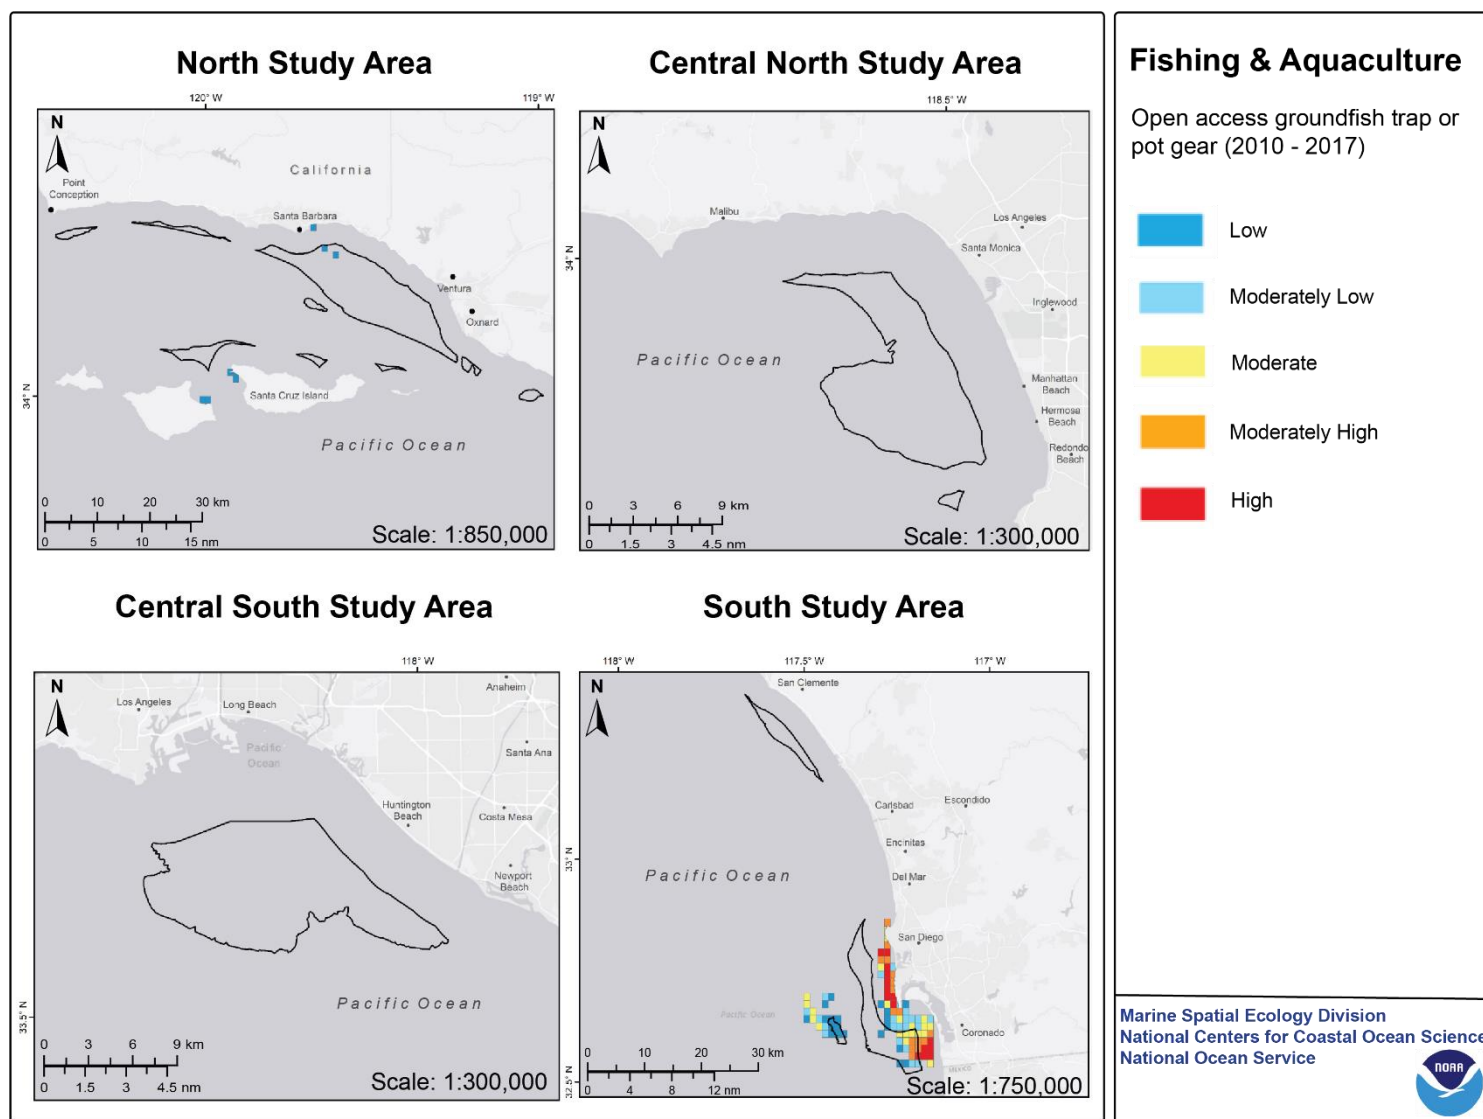 North Study Area
120° W
119° W
N
California
Point
Conception
Santa Barbara
Ventura
Oxnard
34° N
Santa Cruz Island
Pacific Ocean
0 10 20 30 km
0 5 10 15 nm
Scale: 1:850,000
Central North Study Area
118.5° W
N
Malibu
Los Angeles
Santa Monica
34° N
Inglewood
Pacific Ocean
Manhattan
Beach
Hermosa
Beach
Redondo
Beach
0 3 6 9 km
0 1.5 3 4.5 nm
Scale: 1:300,000
Central South Study Area
118° W
N
Anaheim
Los Angeles
Long Beach
Pacific
Ocean
Santa Ana
Huntington
Beach
Costa Mesa
Newport
Beach
Pacific Ocean
33.5° N
0 3 6 9 km
0 1.5 3 4.5 nm
Scale: 1:300,000
South Study Area
118° W
117.5° W
117° W
San Clemente
N
Carlsbad
Escondido
Encinitas
33° N
Pacific Ocean
Del Mar
San Diego
Pacific Ocean
Coronado
MEXICO
0 10 20 30 km
0 4 8 12 nm
32.5° N
Scale: 1:750,000
Fishing & Aquaculture
Open access groundfish trap or
pot gear (2010 - 2017)
Low
Moderately Low
Moderate
Moderately High
High
Marine Spatial Ecology Division
National Centers for Coastal Ocean Science
National Ocean Service
NOAA